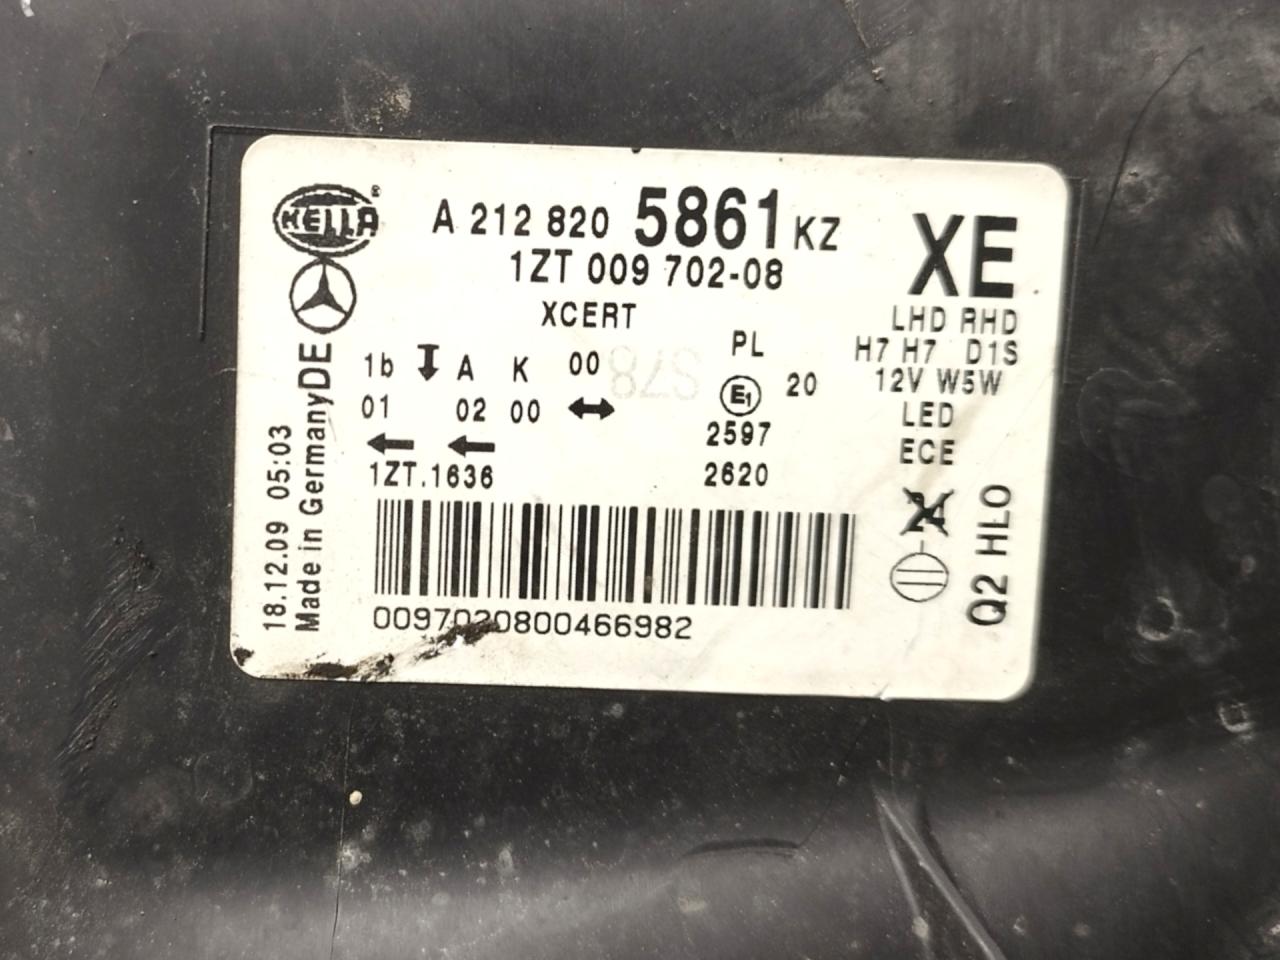 HELLA ®
A 212 820 5861 KZ
1ZT 009 702-08
XCERT
XE
LHD RHD
H7 H7 D1S
12V W5W
LED
ECE
1b A K 00
01 02 00
1ZT.1636
PL
E1 20
2597
2620
0097020800466982
18.12.09 05:03
Made in Germany DE
24
Q2 HLO